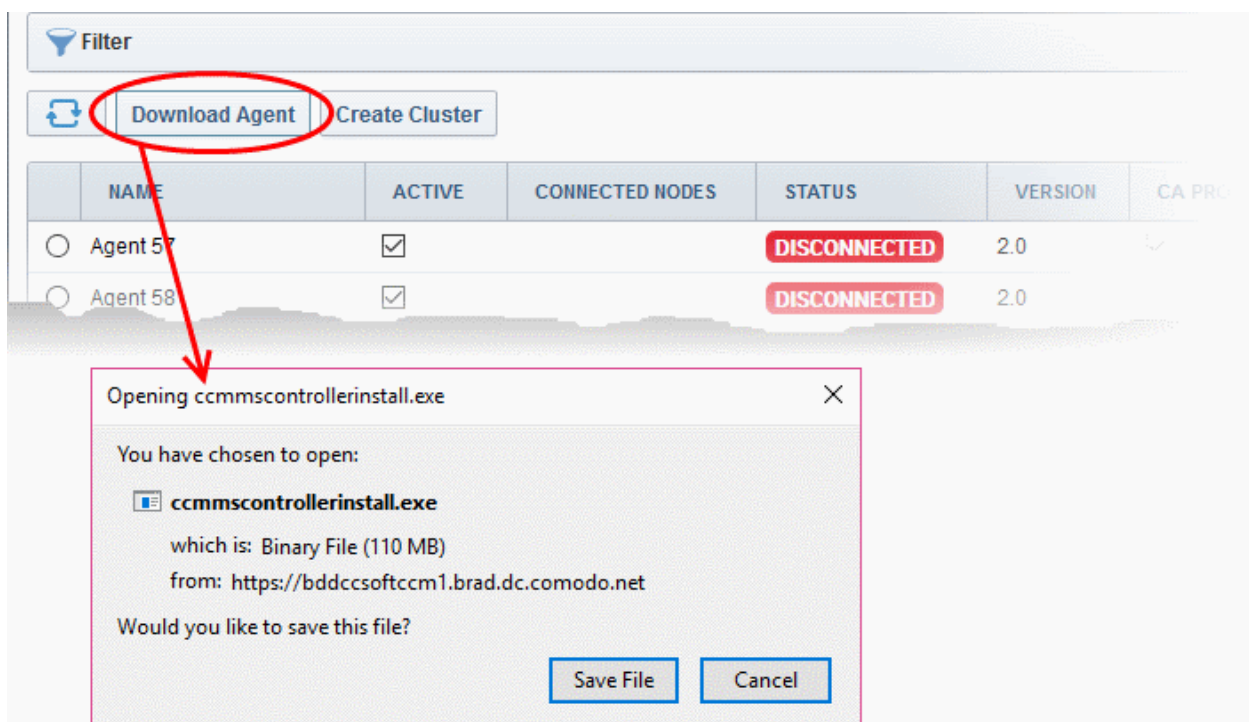 Filter
Download Agent Create Cluster
NAME ACTIVE CONNECTED NODES STATUS VERSION CA PRO
Agent 57 DISCONNECTED 2.0
Agent 58 DISCONNECTED 2.0
Opening ccmmscontrollerinstall.exe
You have chosen to open:
ccmmscontrollerinstall.exe
which is: Binary File (110 MB)
from: https://bddccsoftccm1.brad.dc.comodo.net
Would you like to save this file?
Save File Cancel